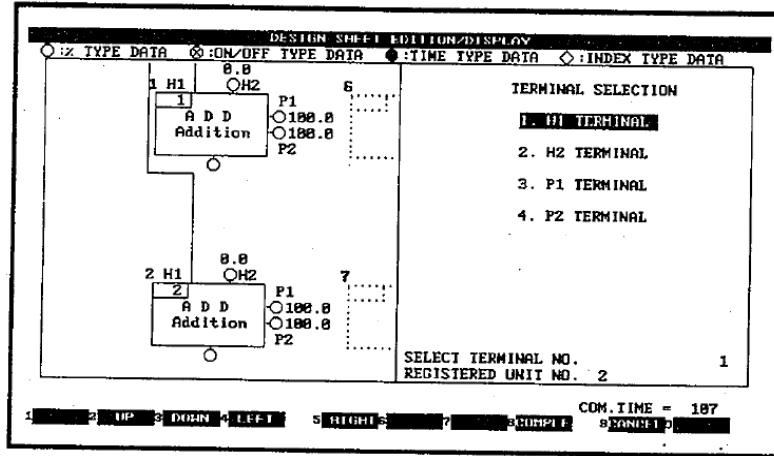 DESIGN SHEET EDITION/DISPLAY
:% TYPE DATA :ON/OFF TYPE DATA :TIME TYPE DATA :INDEX TYPE DATA
0.0
1 H1 H2 6
1 P1
A D D 100.0
Addition 100.0
P2
0.0
2 H1 H2 7
2 P1
A D D 100.0
Addition 100.0
P2
TERMINAL SELECTION
1. H1 TERMINAL
2. H2 TERMINAL
3. P1 TERMINAL
4. P2 TERMINAL
SELECT TERMINAL NO. 1
REGISTERED UNIT NO. 2
COM.TIME = 107
1 2 UP 3 DOWN 4 LEFT 5 RIGHT 6 7 8 COMPLE 9 CANCEL 0